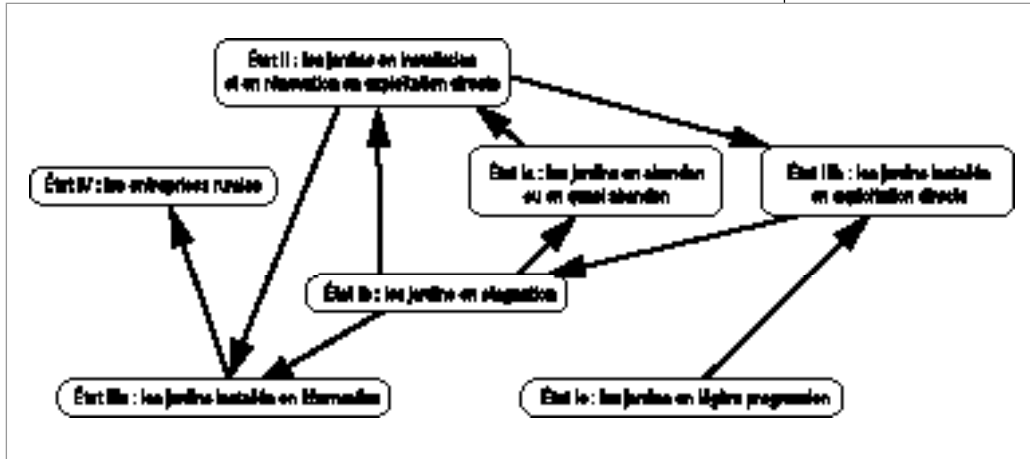 État II : les jardins en installation
et en rénovation en exploitation directe
État Ia : les jardins en abandon
ou en quasi abandon
État IIIb : les jardins installés
en exploitation directe
État IV : les entreprises rurales
État Ib : les jardins en stagnation
État IIIa : les jardins installés en
État Ic : les jardins en légère progression